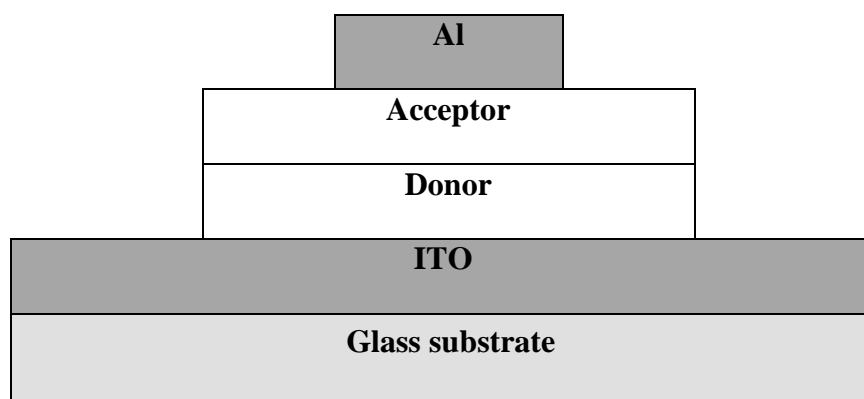 Al
Acceptor
Donor
ITO
Glass substrate